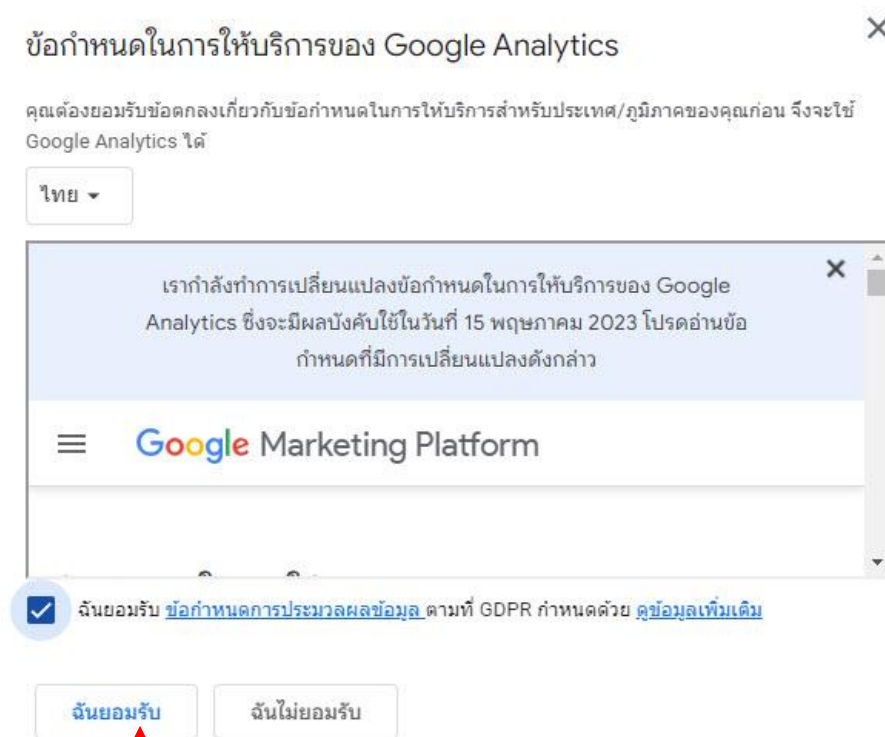 ข้อกำหนดในการให้บริการของ Google Analytics
คุณต้องยอมรับข้อตกลงเกี่ยวกับข้อกำหนดในการให้บริการสำหรับประเทศ/ภูมิภาคของคุณก่อน จึงจะใช้
Google Analytics ได้
ไทย
เรากำลังทำการเปลี่ยนแปลงข้อกำหนดในการให้บริการของ Google
Analytics ซึ่งจะมีผลบังคับใช้ในวันที่ 15 พฤษภาคม 2023 โปรดอ่านข้อ
กำหนดที่มีการเปลี่ยนแปลงดังกล่าว
Google Marketing Platform
ฉันยอมรับ ข้อกำหนดการประมวลผลข้อมูล ตามที่ GDPR กำหนดด้วย ดูข้อมูลเพิ่มเติม
ฉันยอมรับ ฉันไม่ยอมรับ